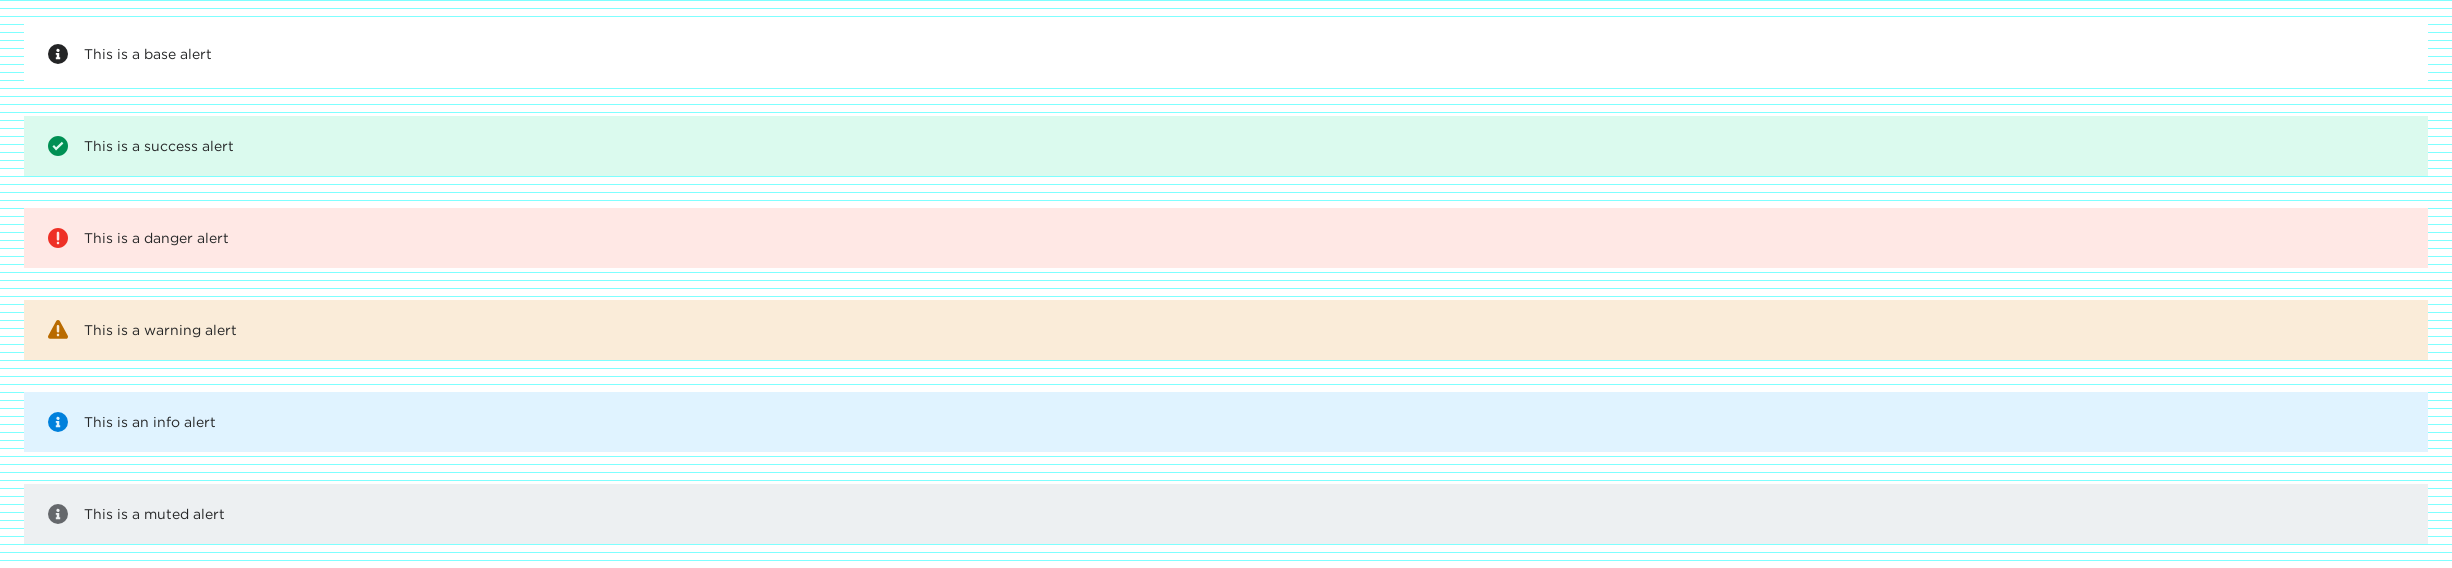 This is a base alert
This is a success alert
This is a danger alert
This is a warning alert
This is an info alert
This is a muted alert